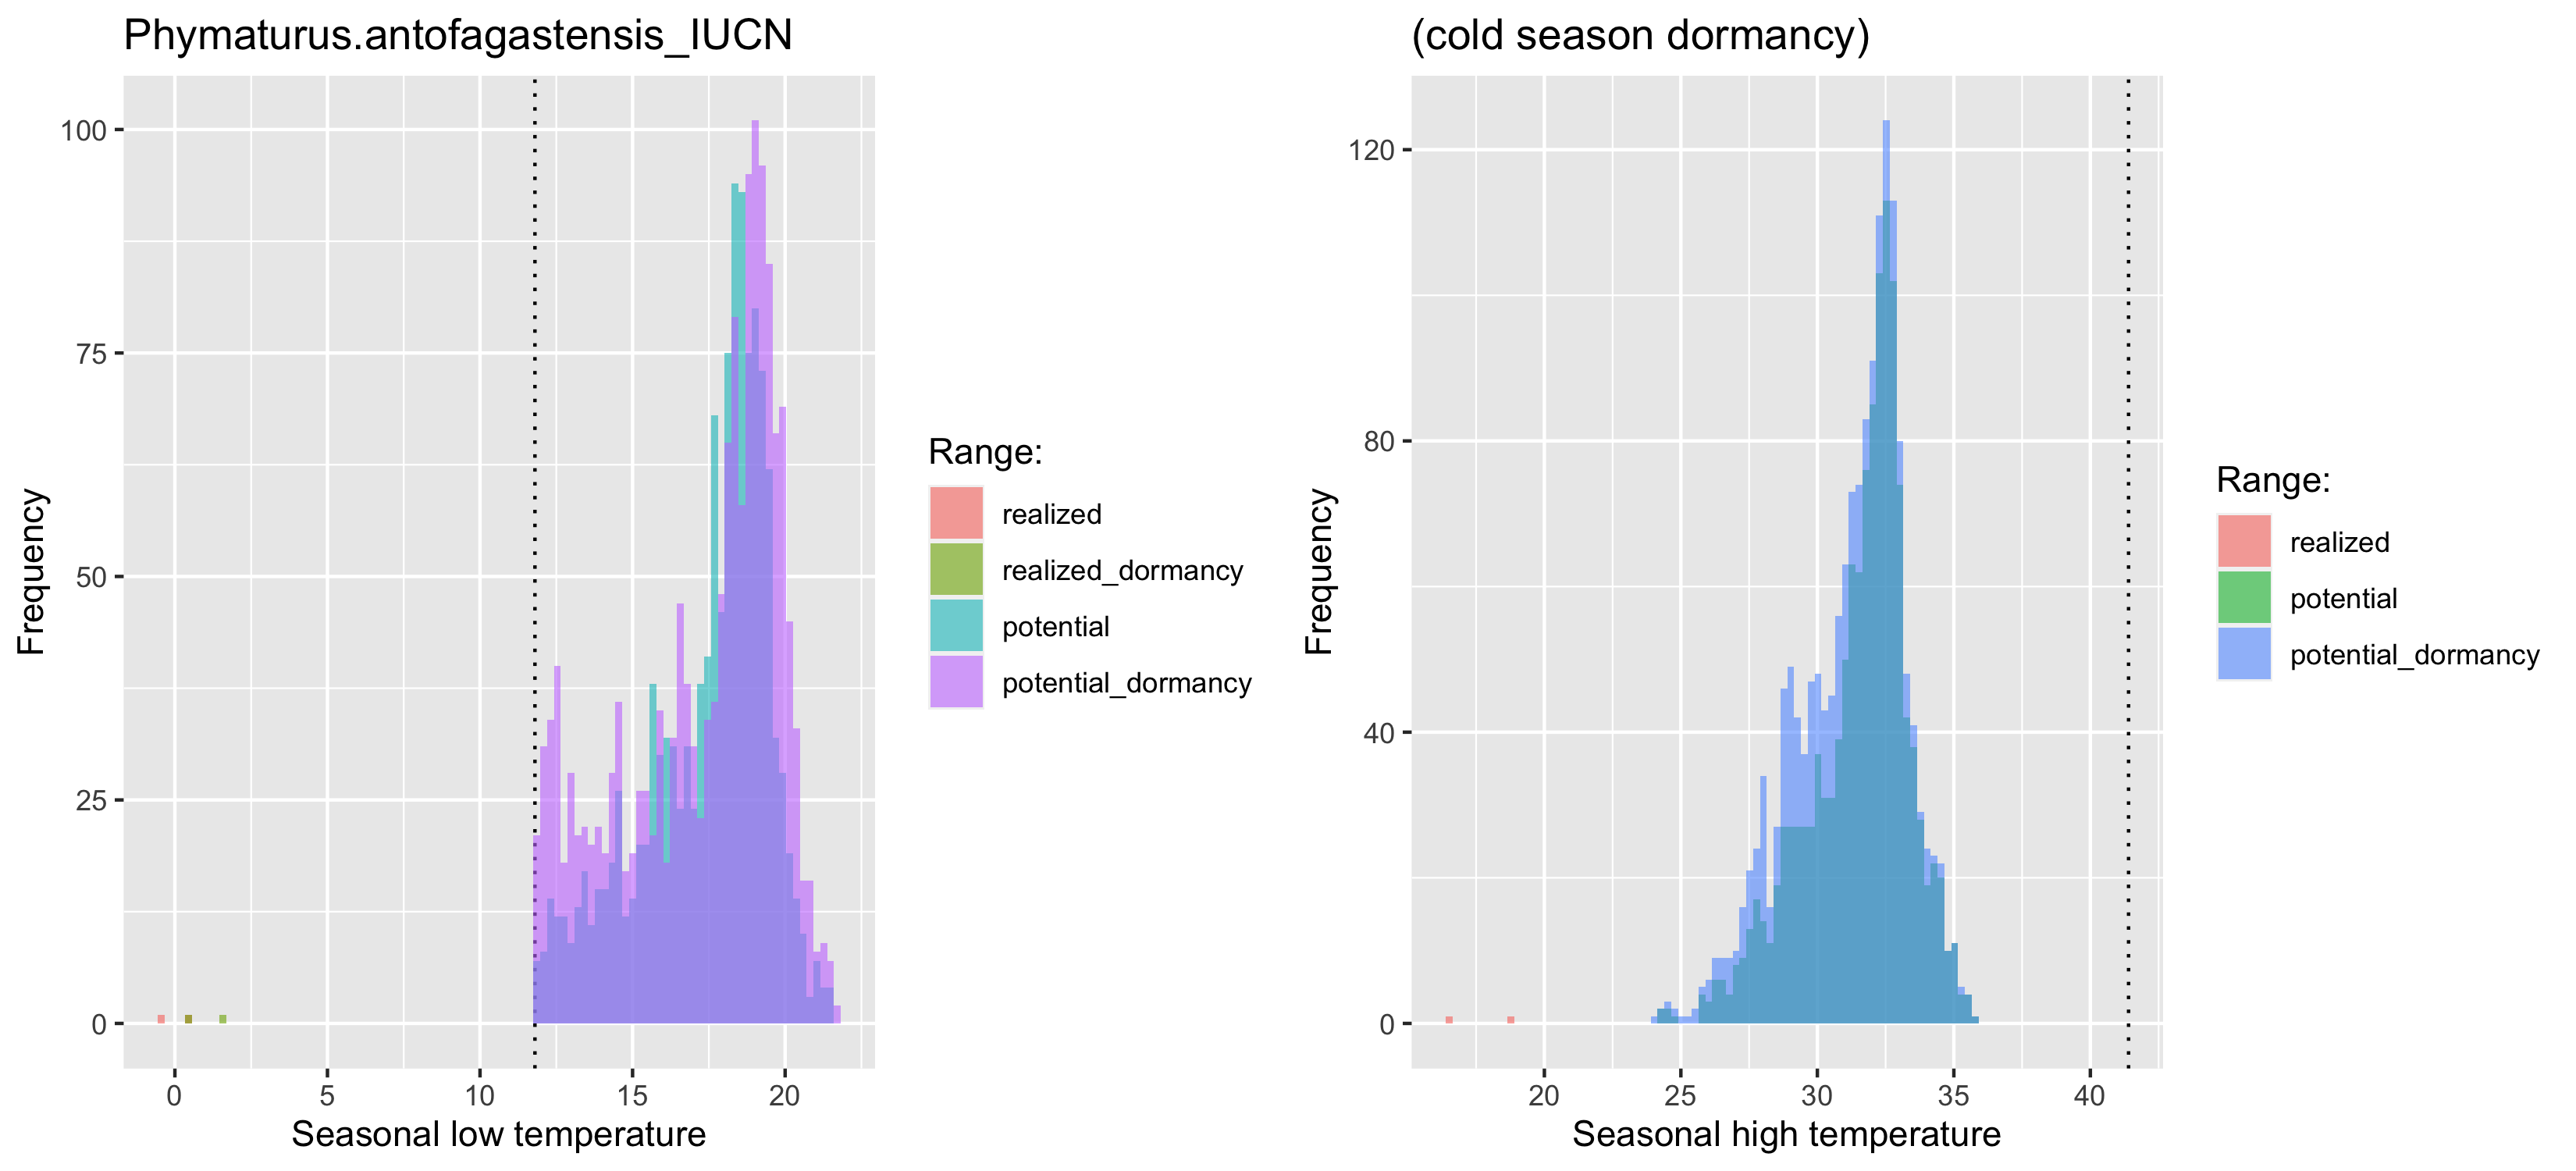 Phymaturus.antofagastensis_IUCN
100
75
50
25
0
Frequency
0 5 10 15 20
Seasonal low temperature
Range:
realized
realized_dormancy
potential
potential_dormancy
(cold season dormancy)
120
80
40
0
Frequency
20 25 30 35 40
Seasonal high temperature
Range:
realized
potential
potential_dormancy